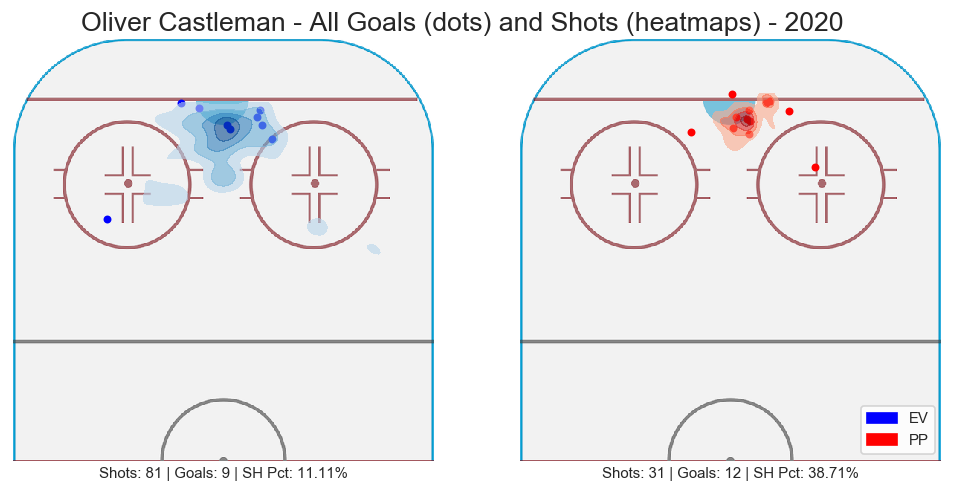 Oliver Castleman - All Goals (dots) and Shots (heatmaps) - 2020
EV
PP
Shots: 81 | Goals: 9 | SH Pct: 11.11%
Shots: 31 | Goals: 12 | SH Pct: 38.71%